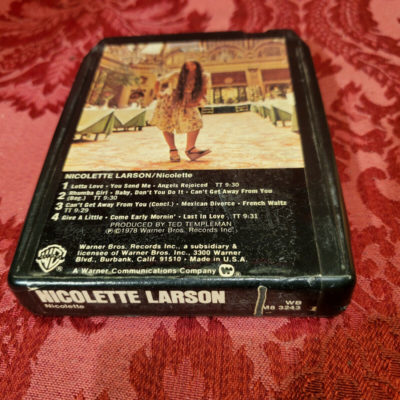 NICOLETTE LARSON/Nicolette
1 Lotta Love • You Send Me • Angels Rejoiced TT 9:30
2 Rhumba Girl • Baby, Don't You Do It • Can't Get Away From You
(Beg.) TT 9:30
3 Can't Get Away From You (Concl.) • Mexican Divorce • French Waltz
TT 9:25
4 Give A Little • Come Early Mornin' • Last In Love TT 9:31
PRODUCED BY TED TEMPLEMAN
℗©1978 Warner Bros. Records Inc.
Warner Bros. Records Inc., a subsidiary &
licensee of Warner Bros. Inc., 3300 Warner
Blvd., Burbank, Calif. 91510 • Made in U.S.A.
A Warner Communications Company
NICOLETTE LARSON
Nicolette
WB
M8 3243